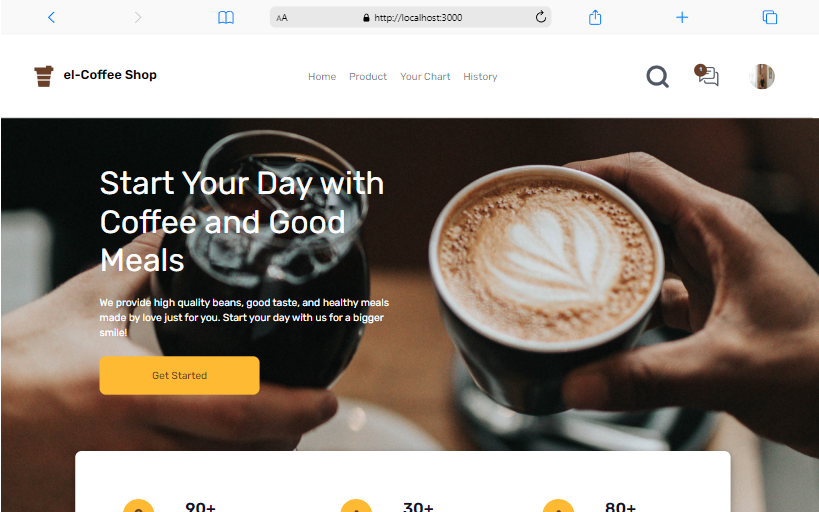 AA
http://localhost:3000
el-Coffee Shop
Home Product Your Chart History
Start Your Day with
Coffee and Good
Meals
We provide high quality beans, good taste, and healthy meals
made by love just for you. Start your day with us for a bigger
smile!
Get Started
90+ 30+ 80+